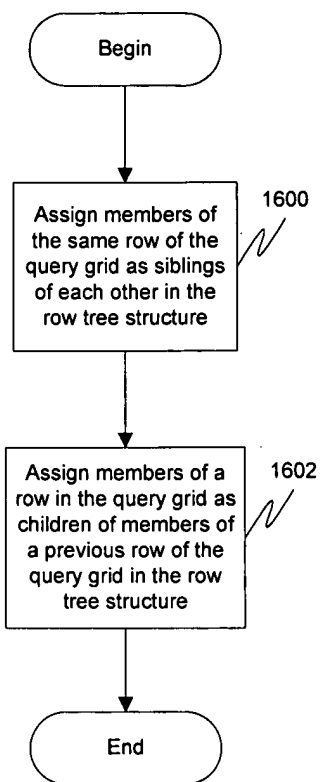 Begin
1600
Assign members of
the same row of the
query grid as siblings
of each other in the
row tree structure
1602
Assign members of a
row in the query grid as
children of members of
a previous row of the
query grid in the row
tree structure
End